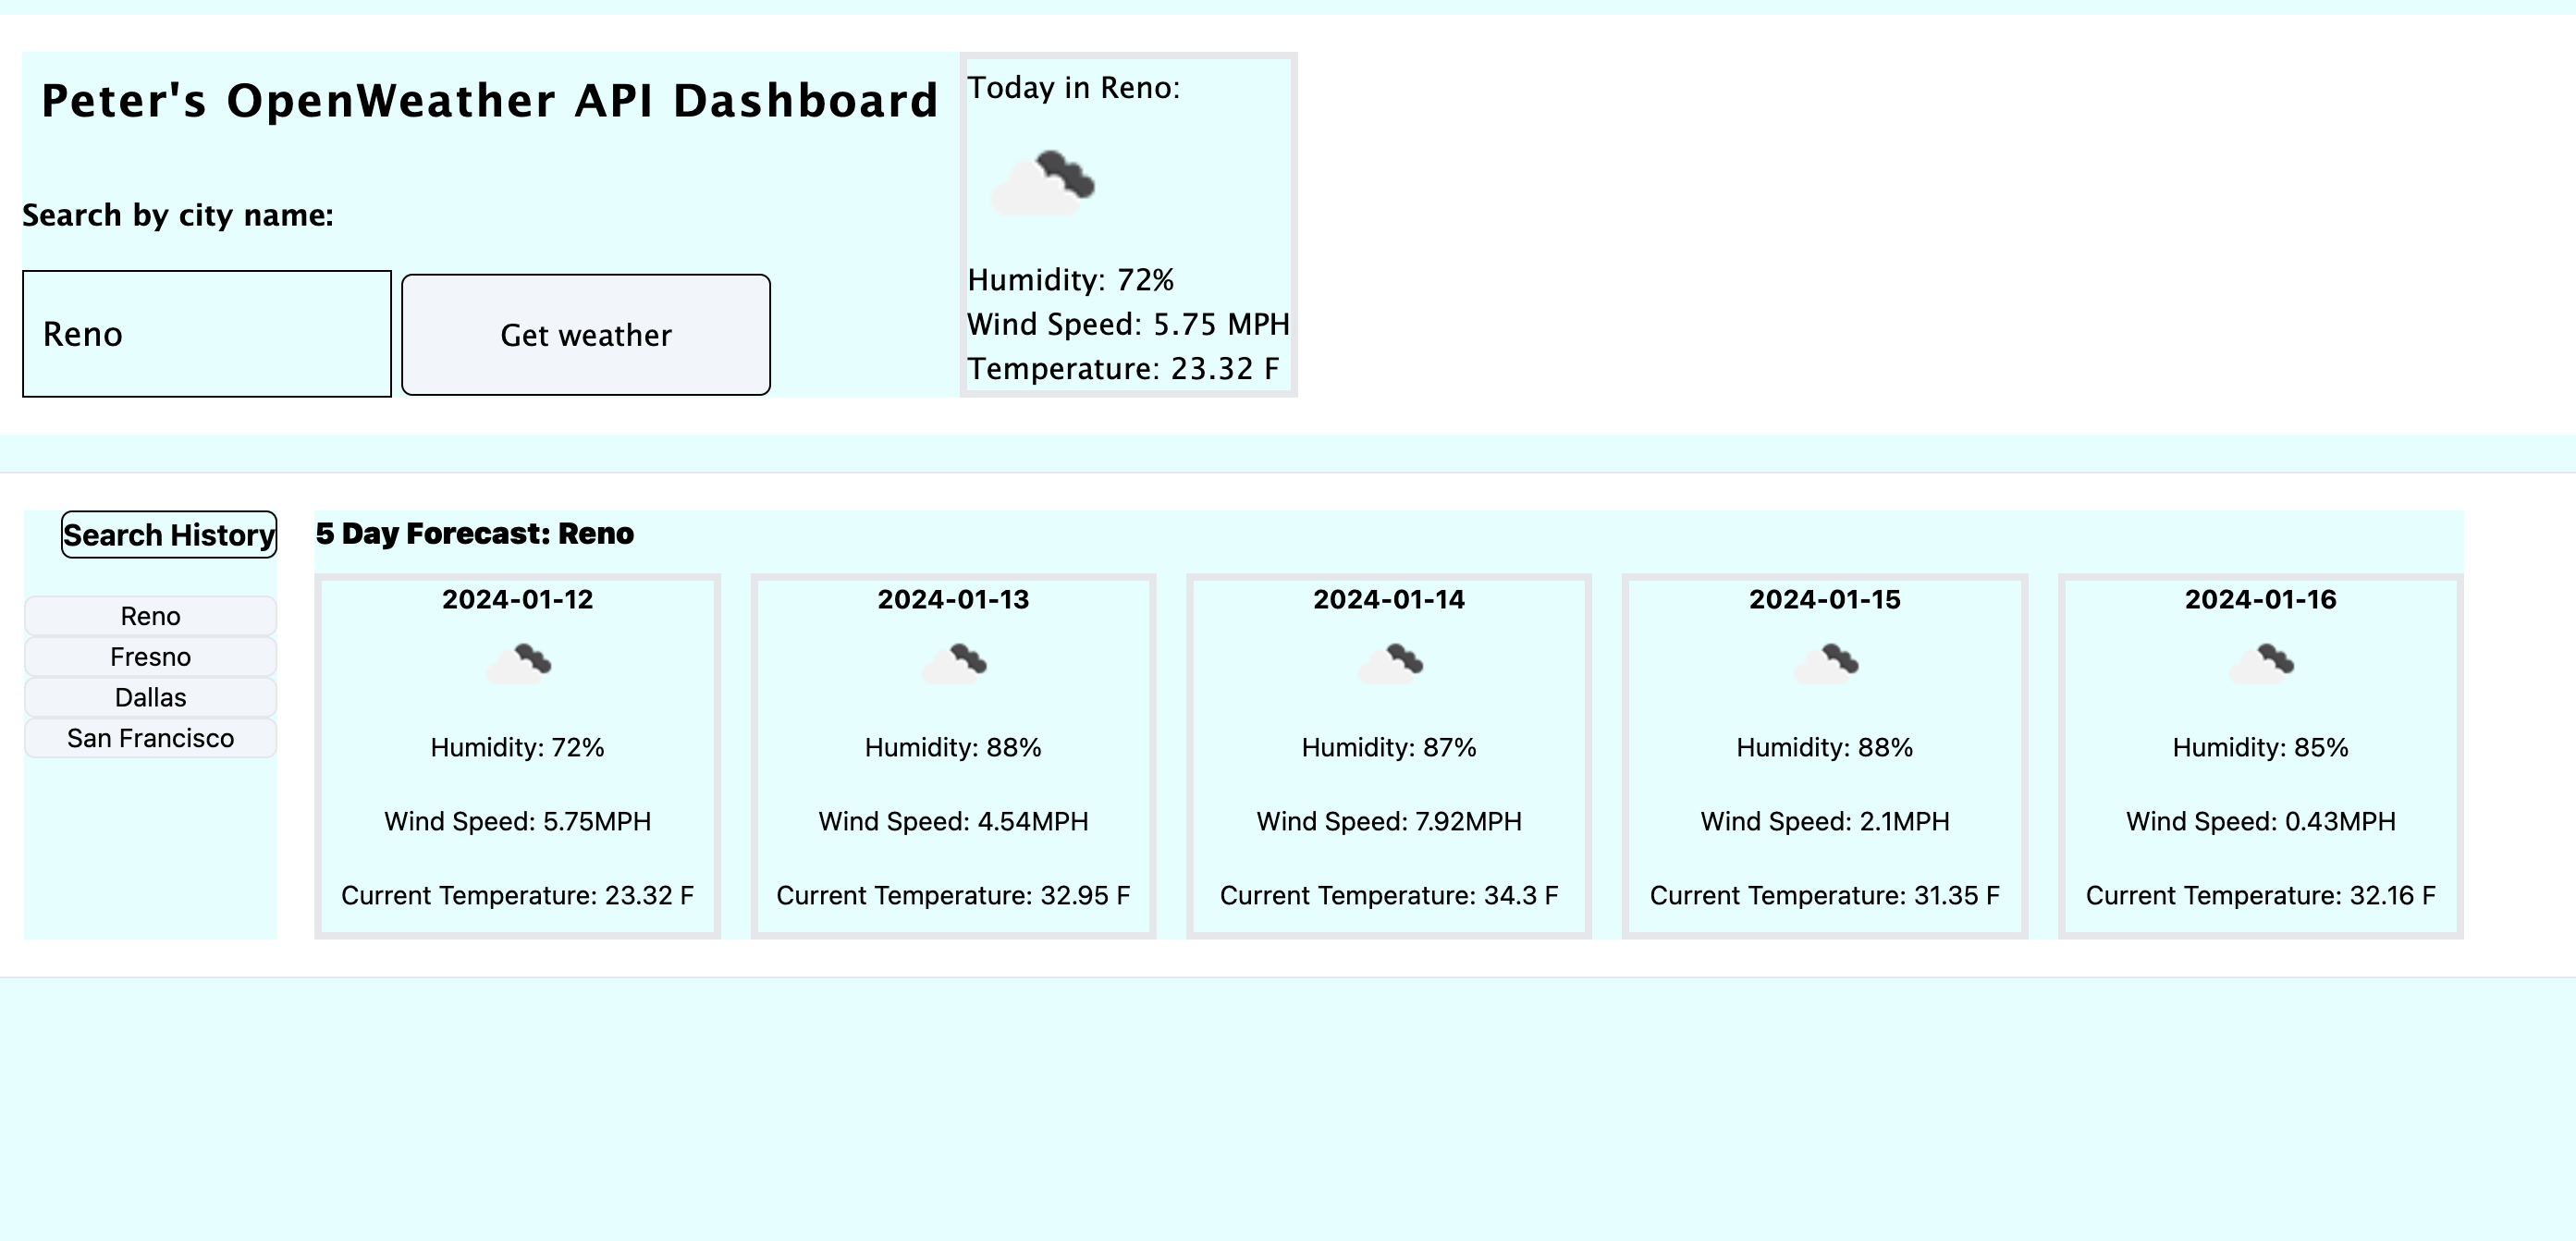 Peter's OpenWeather API Dashboard
Search by city name:
Reno
Get weather
Today in Reno:
Humidity: 72%
Wind Speed: 5.75 MPH
Temperature: 23.32 F
Search History
Reno
Fresno
Dallas
San Francisco
5 Day Forecast: Reno
2024-01-12
Humidity: 72%
Wind Speed: 5.75MPH
Current Temperature: 23.32 F
2024-01-13
Humidity: 88%
Wind Speed: 4.54MPH
Current Temperature: 32.95 F
2024-01-14
Humidity: 87%
Wind Speed: 7.92MPH
Current Temperature: 34.3 F
2024-01-15
Humidity: 88%
Wind Speed: 2.1MPH
Current Temperature: 31.35 F
2024-01-16
Humidity: 85%
Wind Speed: 0.43MPH
Current Temperature: 32.16 F